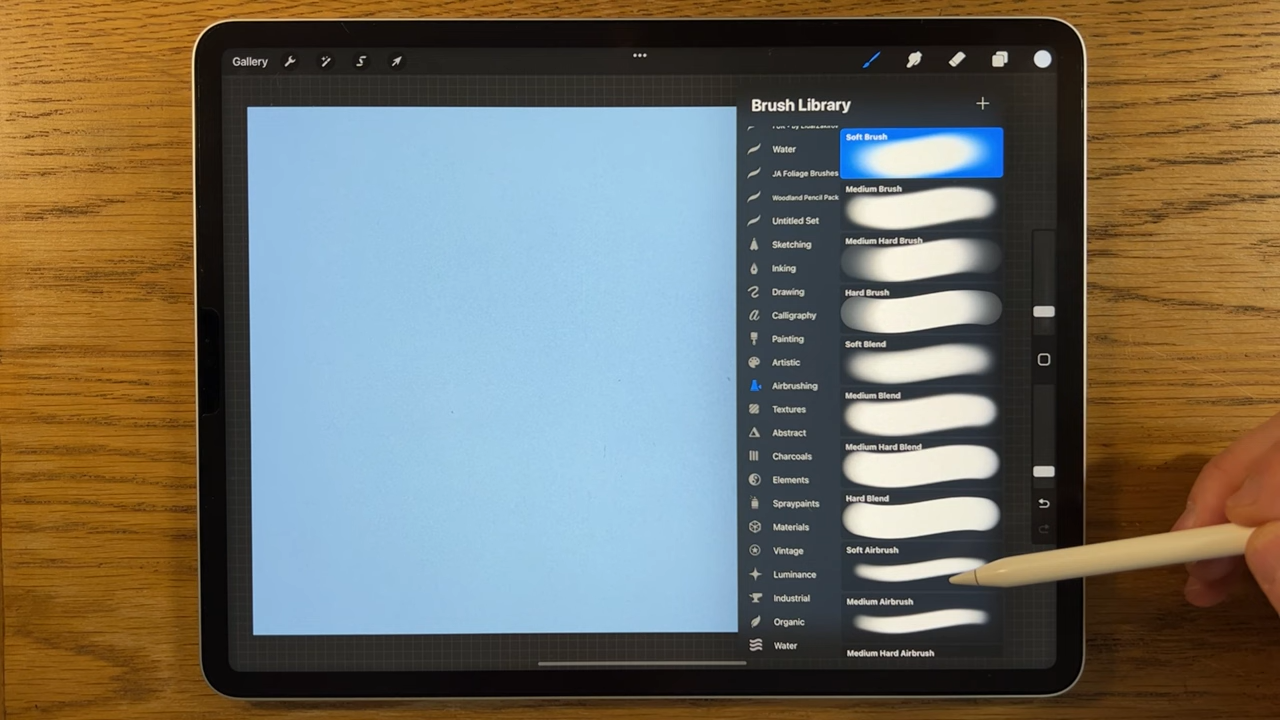 Gallery
Brush Library
Water
JA Foliage Brushes
Woodland Pencil Pack
Untitled Set
Sketching
Inking
Drawing
Calligraphy
Painting
Artistic
Airbrushing
Textures
Abstract
Charcoals
Elements
Spraypaints
Materials
Vintage
Luminance
Industrial
Organic
Water
Soft Brush
Medium Brush
Medium Hard Brush
Hard Brush
Soft Blend
Medium Blend
Medium Hard Blend
Hard Blend
Soft Airbrush
Medium Airbrush
Medium Hard Airbrush